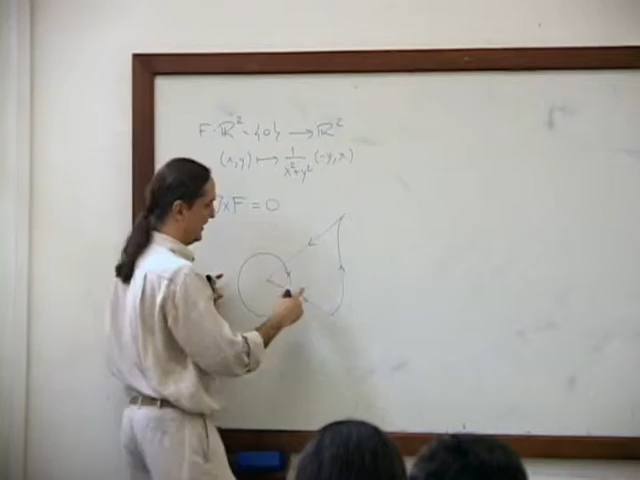 F: ℝ² - {0} → ℝ²
(x,y) ↦ 1/(x²+y²) (-y,x)
∇×F = 0